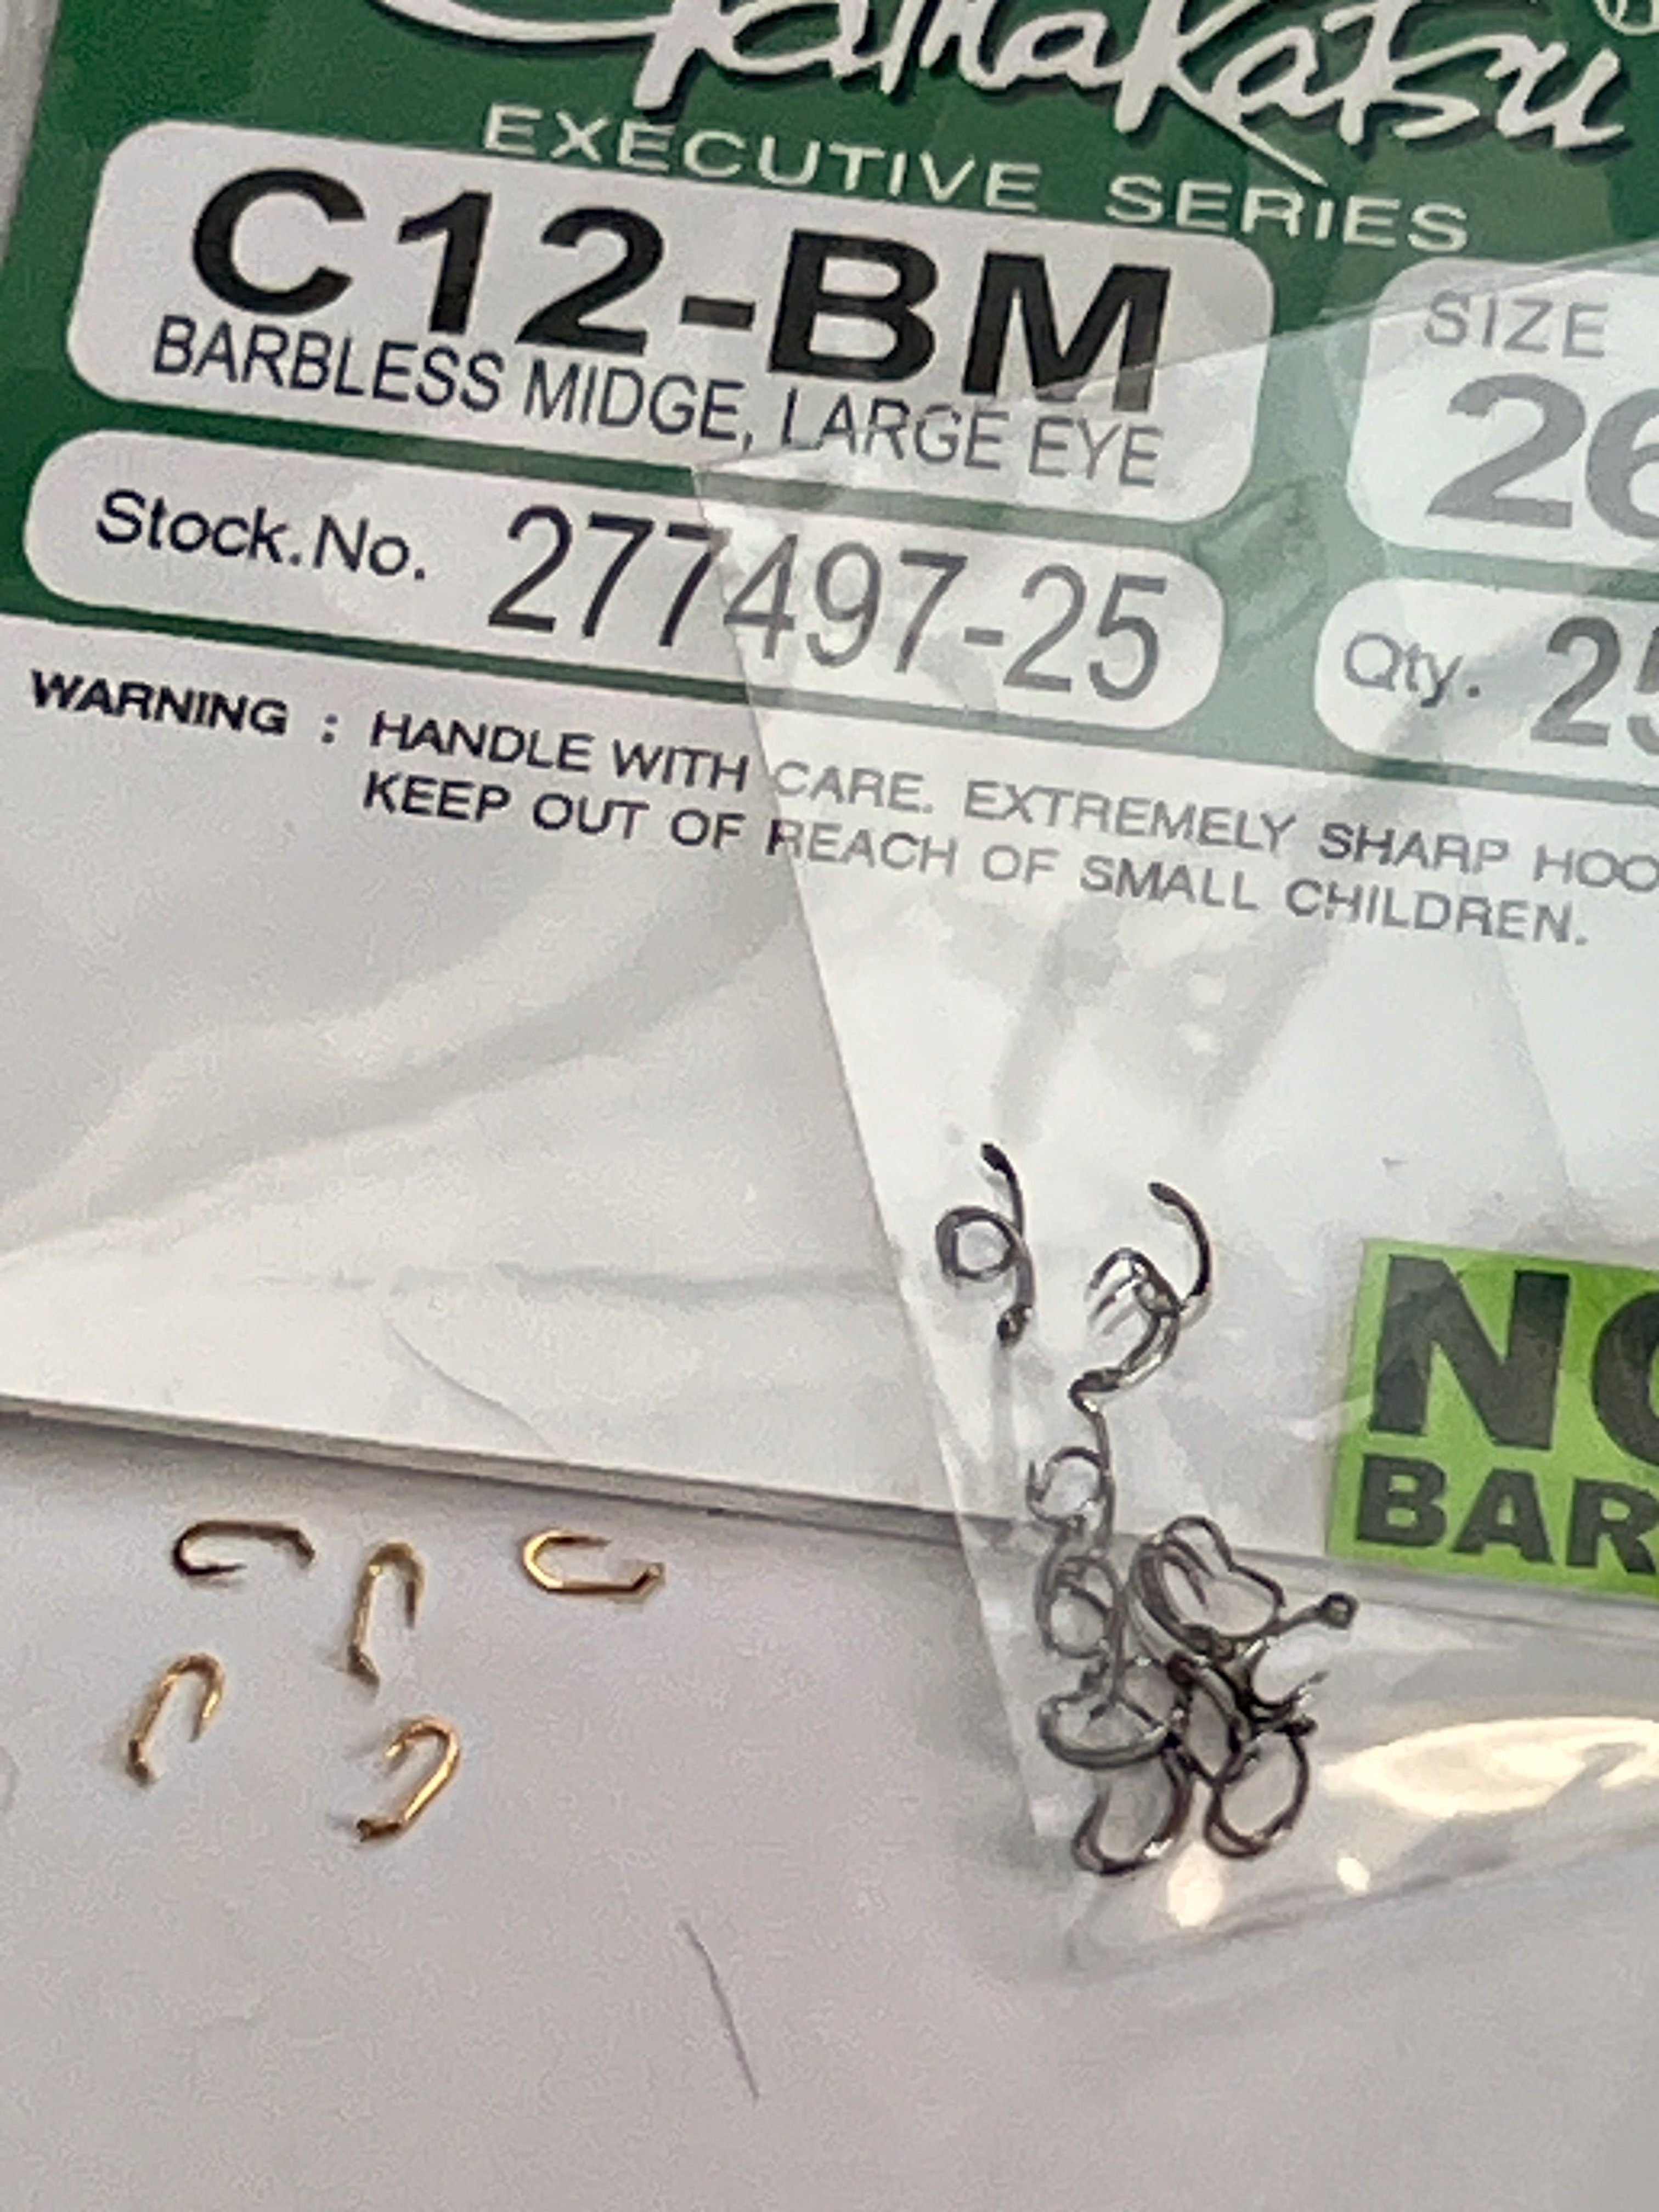 Gamakatsu®
EXECUTIVE SERIES
C12-BM
BARBLESS MIDGE, LARGE EYE
SIZE
26
Stock.No. 277497-25
Qty. 25
WARNING : HANDLE WITH CARE. EXTREMELY SHARP HOO
KEEP OUT OF REACH OF SMALL CHILDREN.
NO
BAR